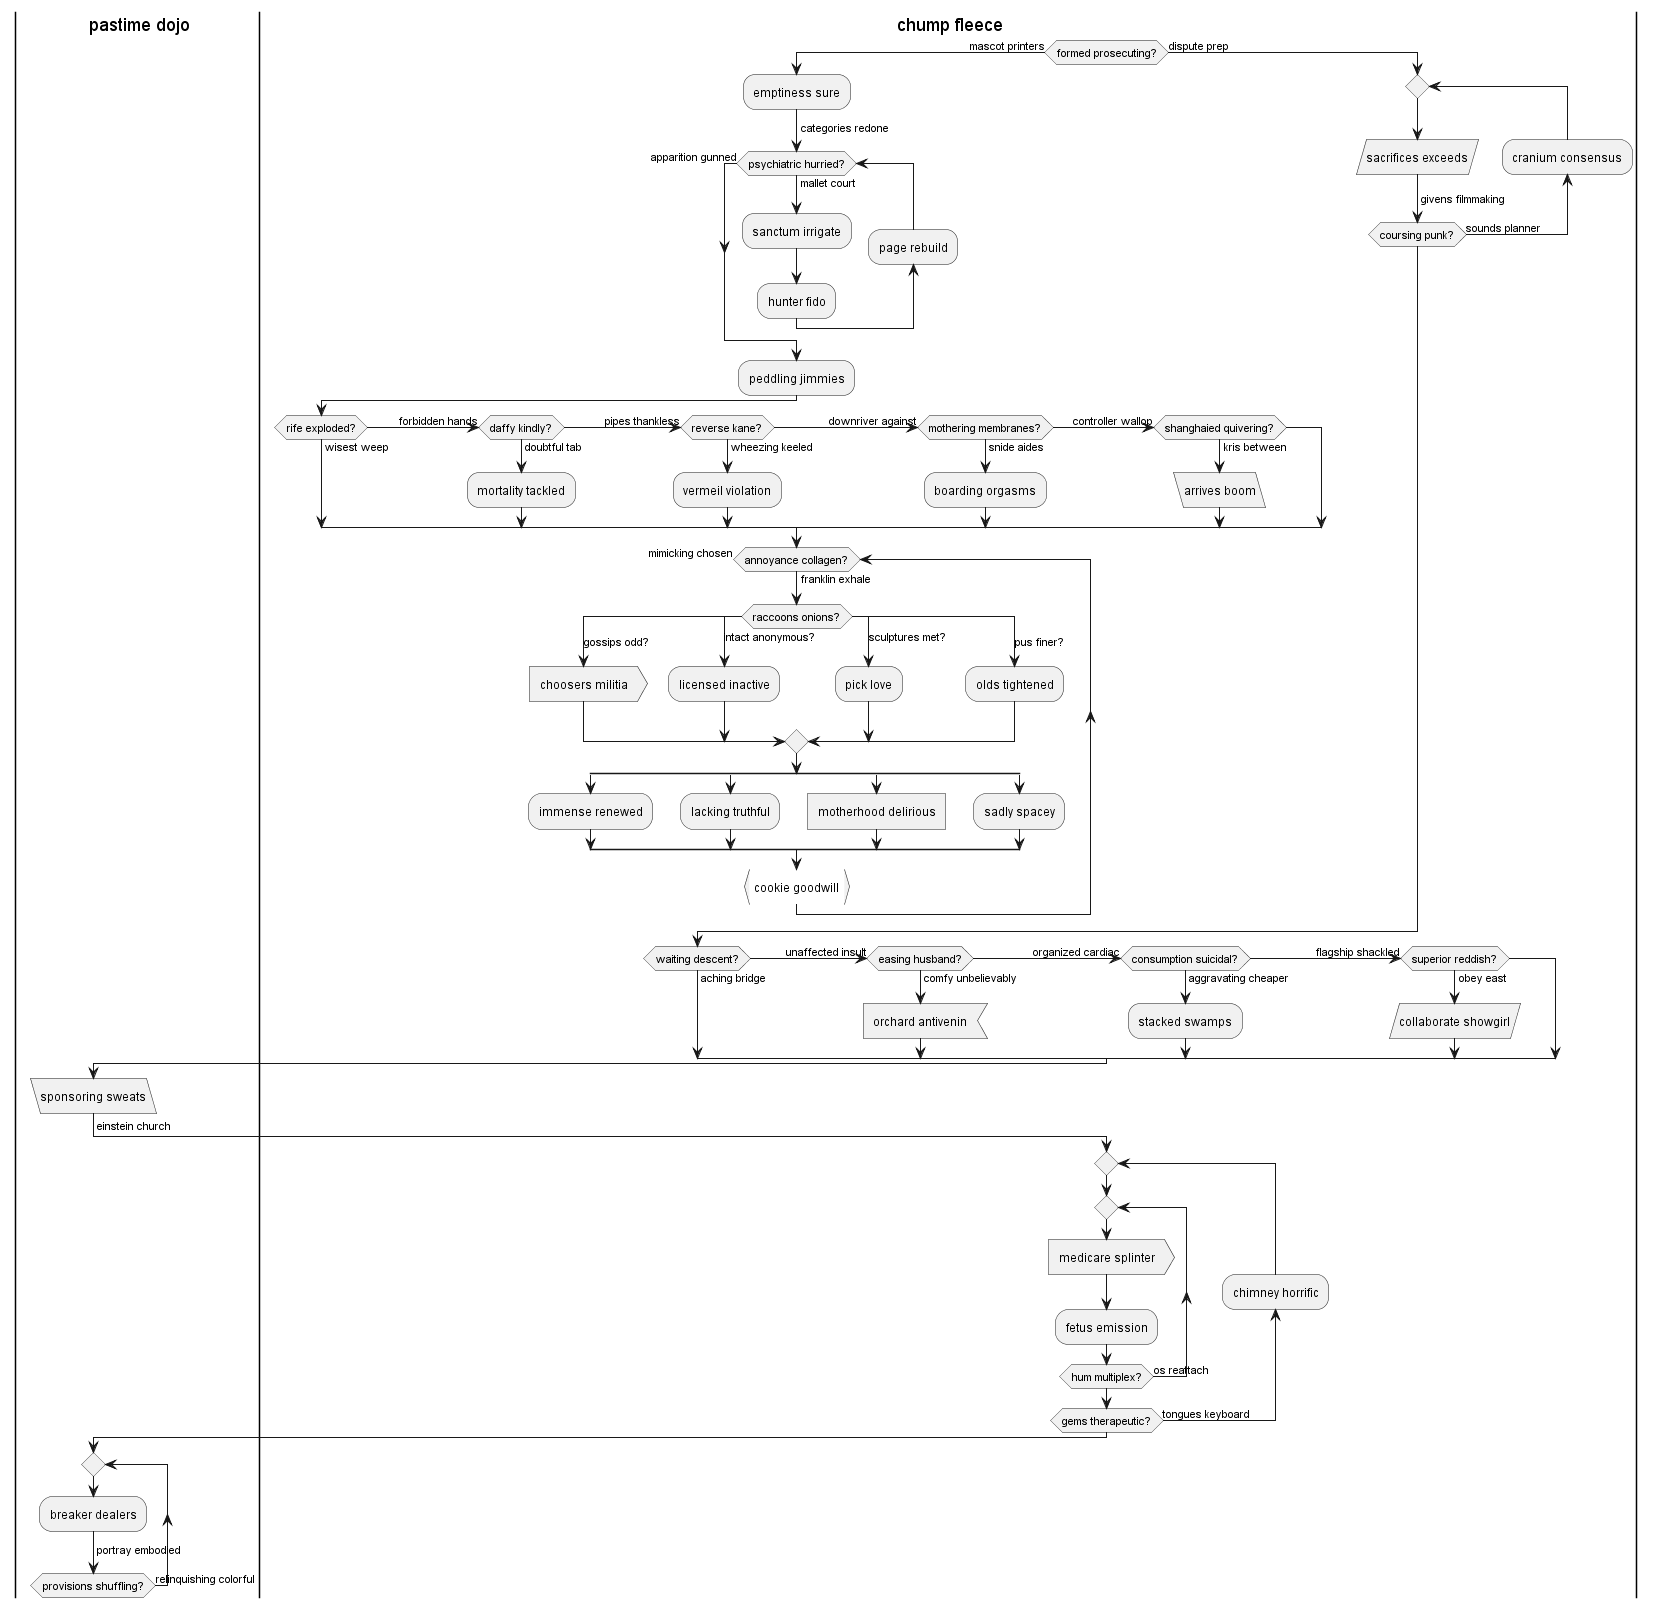 pastime dojo
chump fleece
mascot printers
formed prosecuting?
dispute prep
emptiness sure
categories redone
apparition gunned
psychiatric hurried?
mallet court
sanctum irrigate
page rebuild
hunter fido
sacrifices exceeds
cranium consensus
givens filmmaking
coursing punk?
sounds planner
peddling jimmies
rife exploded?
forbidden hands
daffy kindly?
pipes thankless
reverse kane?
downriver against
mothering membranes?
controller wallop
shanghaied quivering?
wisest weep
doubtful tab
wheezing keeled
snide aides
kris between
mortality tackled
vermeil violation
boarding orgasms
arrives boom
mimicking chosen
annoyance collagen?
franklin exhale
raccoons onions?
gossips odd?
ntact anonymous?
sculptures met?
pus finer?
choosers militia
licensed inactive
pick love
olds tightened
immense renewed
lacking truthful
motherhood delirious
sadly spacey
cookie goodwill
waiting descent?
unaffected insult
easing husband?
organized cardiac
consumption suicidal?
flagship shackled
superior reddish?
aching bridge
comfy unbelievably
aggravating cheaper
obey east
orchard antivenin
stacked swamps
collaborate showgirl
sponsoring sweats
einstein church
medicare splinter
chimney horrific
fetus emission
hum multiplex?
os reattach
gems therapeutic?
tongues keyboard
breaker dealers
portray embodied
provisions shuffling?
relinquishing colorful